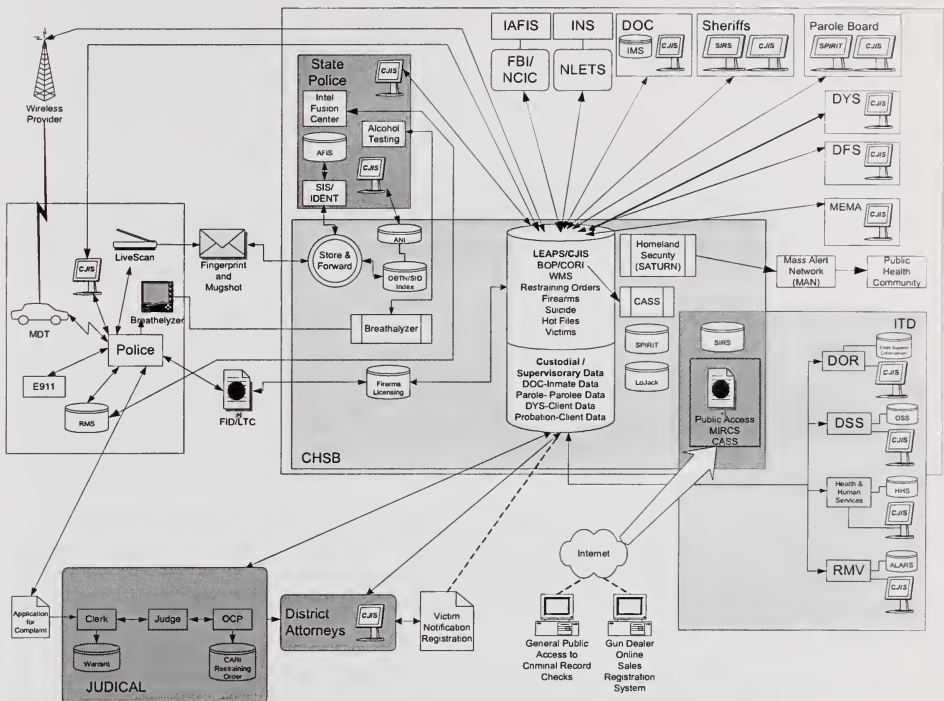 IAFIS
FBI/
NCIC
INS
NLETS
DOC
IMS
CJIS
Sheriffs
SIRS
CJIS
Parole Board
SPIRIT
CJIS
Wireless
Provider
CJIS
State
Police
CJIS
Intel
Fusion
Center
Alcohol
Testing
AFIS
CJIS
SIS/
IDENT
DYS
CJIS
DFS
CJIS
MEMA
CJIS
LiveScan
CJIS
Fingerprint
and
Mugshot
Store &
Forward
ANI
OBTN/SID
Index
Breathalyzer
MDT
Breathelyzer
Police
E911
RMS
FID/LTC
Firearms
Licensing
LEAPS/CJIS
BOP/CORI
WMS
Restraining Orders
Firearms
Suicide
Hot Files
Victims
Custodial /
Supervisorary Data
DOC-Inmate Data
Parole- Parolee Data
DYS-Client Data
Probation-Client Data
Homeland
Security
(SATURN)
CASS
SPIRIT
LoJack
Mass Alert
Network
(MAN)
Public
Health
Community
SIRS
Public Access
MIRCS
CASS
CHSB
ITD
DOR
CJIS
DSS
OSS
CJIS
Health &
Human
Services
HHS
CJIS
RMV
ALARS
CJIS
Internet
General Public
Access to
Criminal Record
Checks
Gun Dealer
Online
Sales
Registration
System
Application
for
Complaint
Clerk
Judge
OCP
Warrant
CARI
Restraining
Order
JUDICAL
District
Attorneys
CJIS
Victim
Notification
Registration